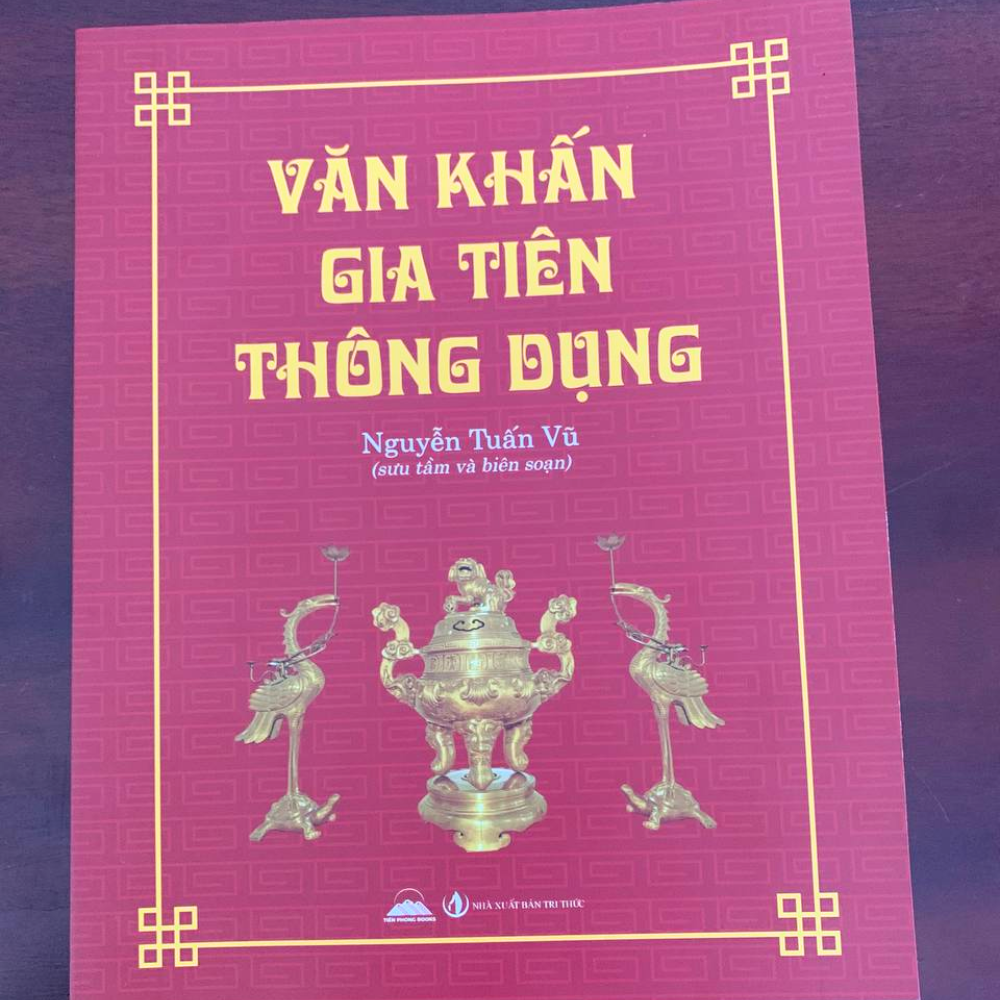 VĂN KHẤN
GIA TIÊN
THÔNG DỤNG
Nguyễn Tuấn Vũ
(sưu tầm và biên soạn)
TIẾN PHONG BOOKS
NHÀ XUẤT BẢN TRI THỨC